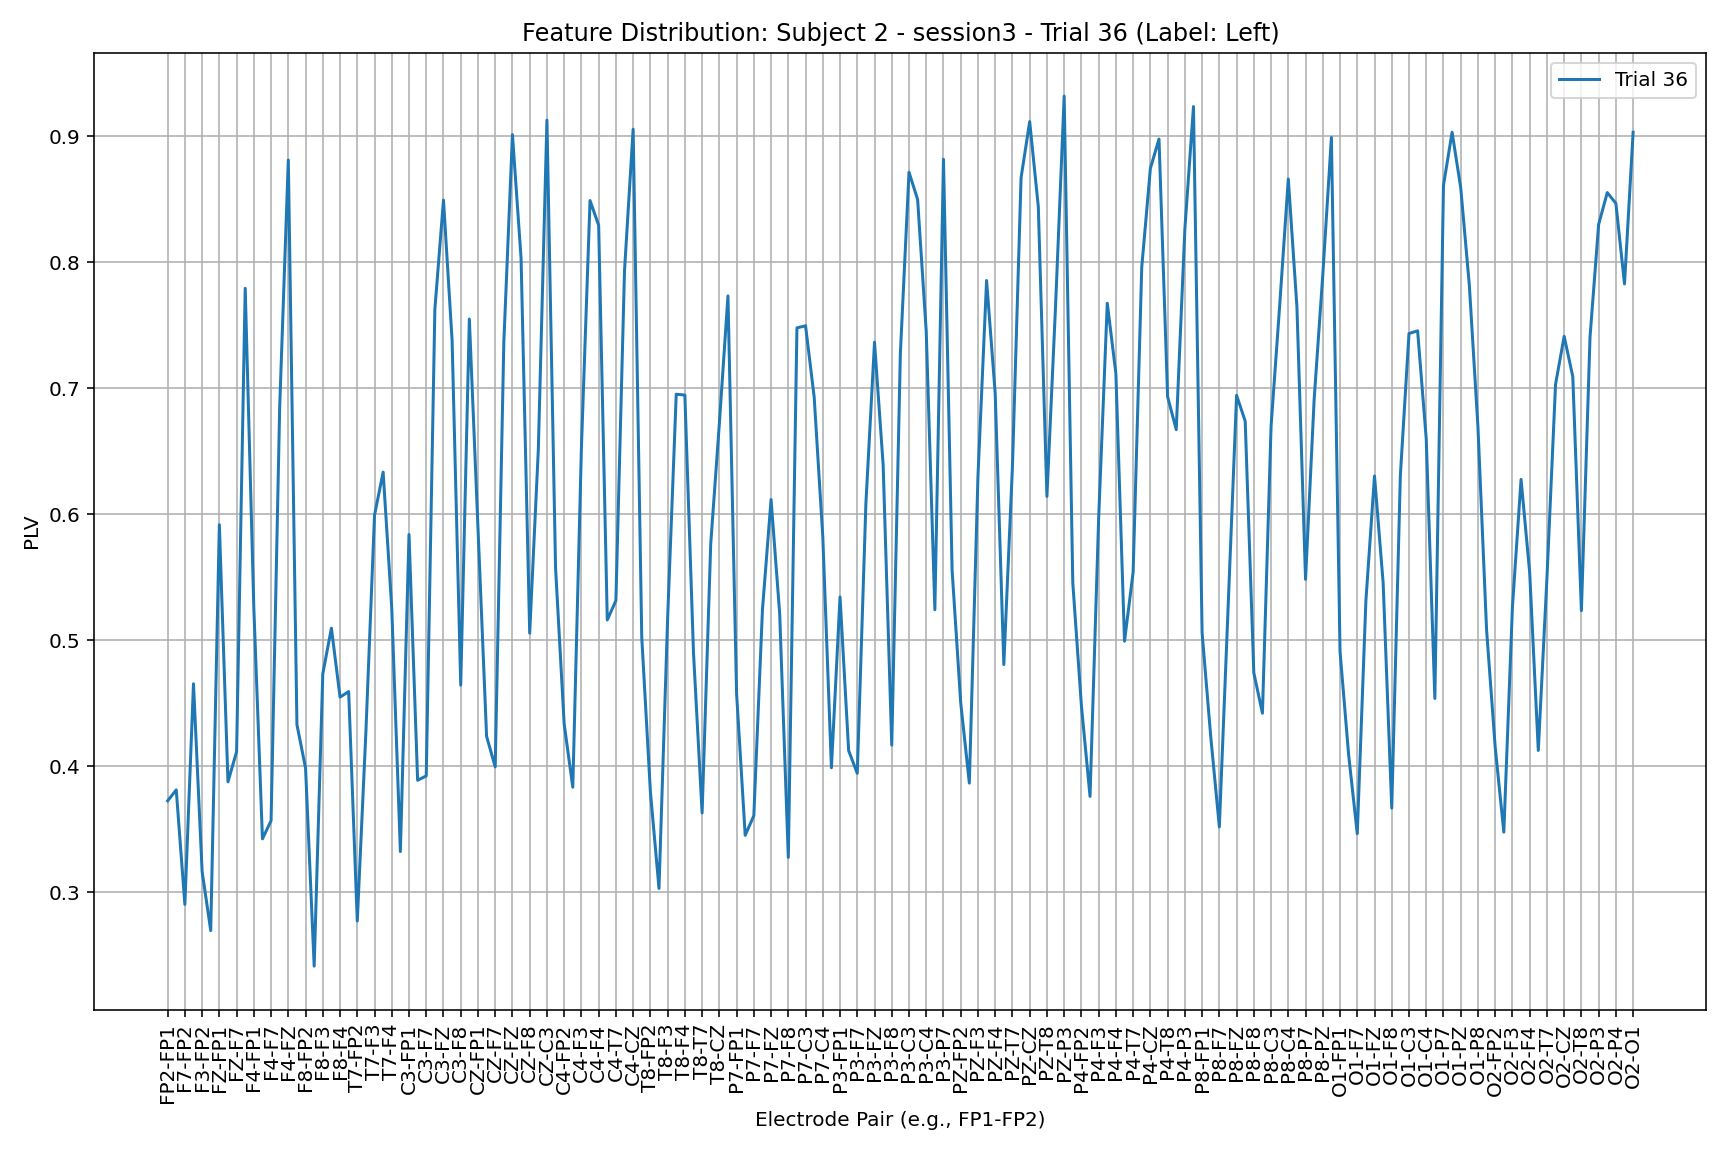 Feature Distribution: Subject 2 - session3 - Trial 36 (Label: Left)
Trial 36
0.9
0.8
0.7
0.6
0.5
0.4
0.3
PLV
FP2-FP1
F7-FP2
F3-FP2
FZ-FP1
FZ-F7
F4-FP1
F4-F7
F4-FZ
F8-FP2
F8-F3
F8-F4
T7-FP2
T7-F3
T7-F4
C3-FP1
C3-F7
C3-FZ
C3-F8
CZ-FP1
CZ-F7
CZ-FZ
CZ-F8
CZ-C3
C4-FP2
C4-F3
C4-F4
C4-T7
C4-CZ
T8-FP2
T8-F3
T8-F4
T8-T7
T8-CZ
P7-FP1
P7-F7
P7-FZ
P7-F8
P7-C3
P7-C4
P3-FP1
P3-F7
P3-FZ
P3-F8
P3-C3
P3-C4
P3-P7
PZ-FP2
PZ-F3
PZ-F4
PZ-T7
PZ-CZ
PZ-T8
PZ-P3
P4-FP2
P4-F3
P4-F4
P4-T7
P4-CZ
P4-T8
P4-P3
P8-FP1
P8-F7
P8-FZ
P8-F8
P8-C3
P8-C4
P8-P7
P8-PZ
O1-FP1
O1-F7
O1-FZ
O1-F8
O1-C3
O1-C4
O1-P7
O1-PZ
O1-P8
O2-FP2
O2-F3
O2-F4
O2-T7
O2-CZ
O2-T8
O2-P3
O2-P4
O2-O1
Electrode Pair (e.g., FP1-FP2)